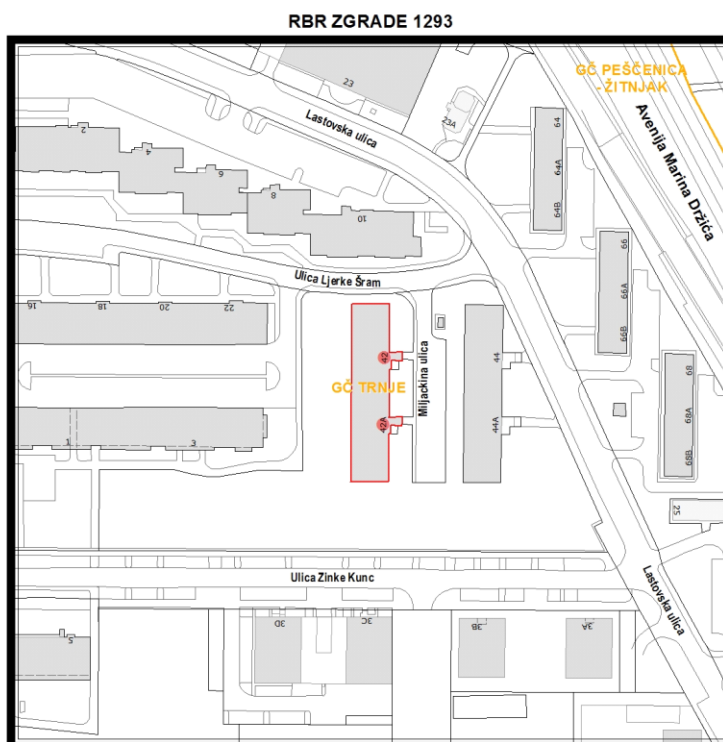 RBR ZGRADE 1293
GČ PEŠČENICA
- ŽITNJAK
23
Lastovska ulica
23A
64
64A
64B
Avenija Marina Držića
2
4
6
8
10
66
66A
66B
Ulica Ljerke Šram
16
18
20
22
42
44
Miljackina ulica
GČ TRNJE
68
68A
68B
42A
44A
1
3
25
Ulica Zinke Kunc
Lastovska ulica
5
3D
3C
3B
3A